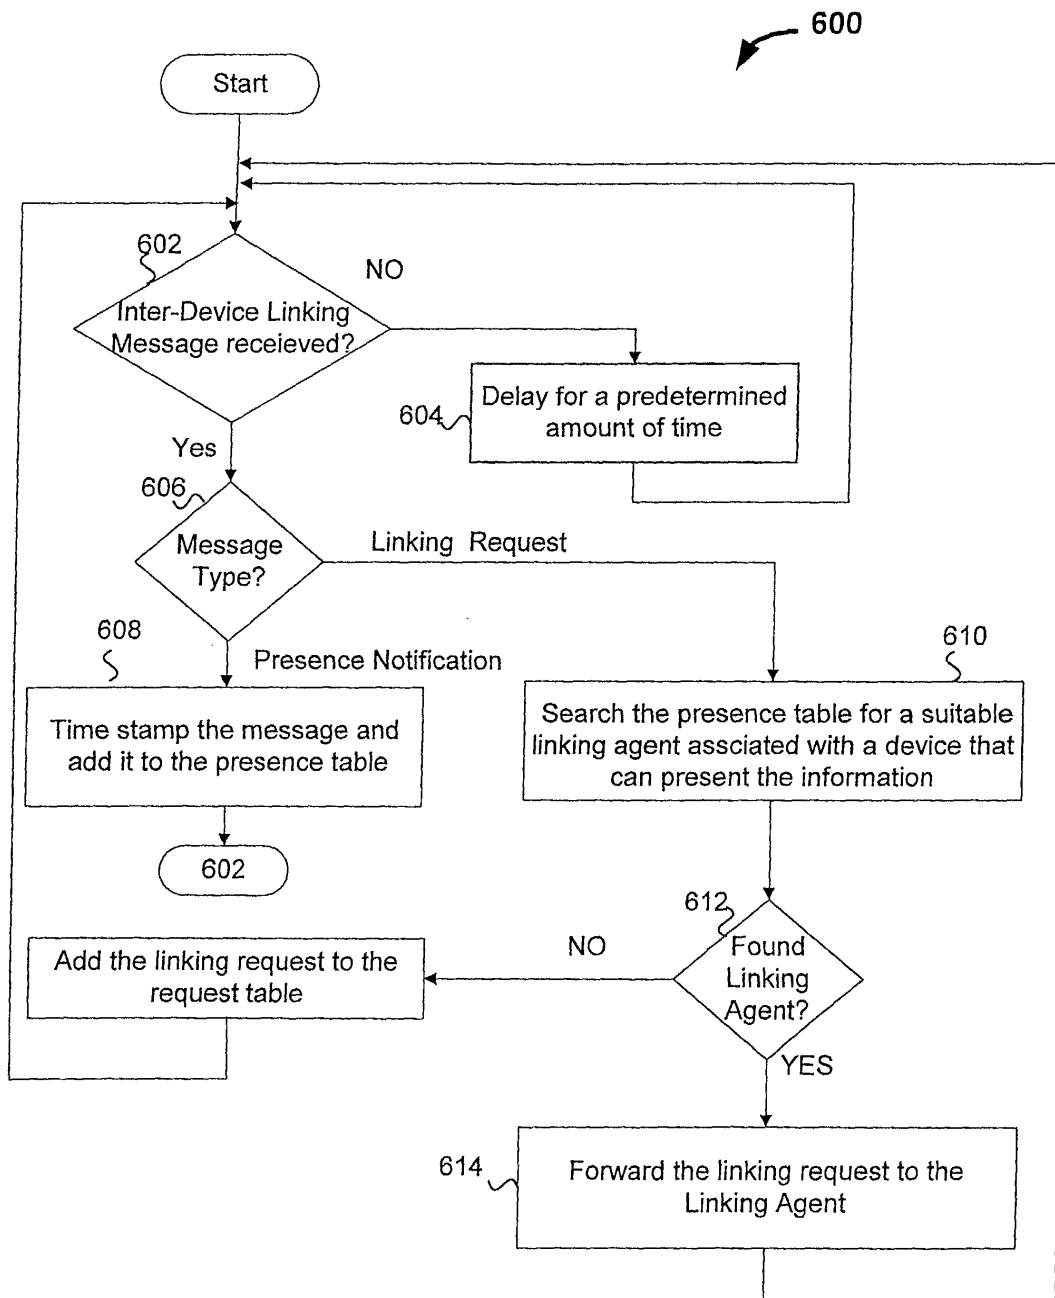 600
Start
602
NO
Inter-Device Linking
Message receieved?
Delay for a predetermined
amount of time
604
Yes
606
Message
Type?
Linking Request
608
Presence Notification
610
Time stamp the message and
add it to the presence table
Search the presence table for a suitable
linking agent assciated with a device that
can present the information
602
612
NO
Found
Linking
Agent?
Add the linking request to the
request table
YES
614
Forward the linking request to the
Linking Agent